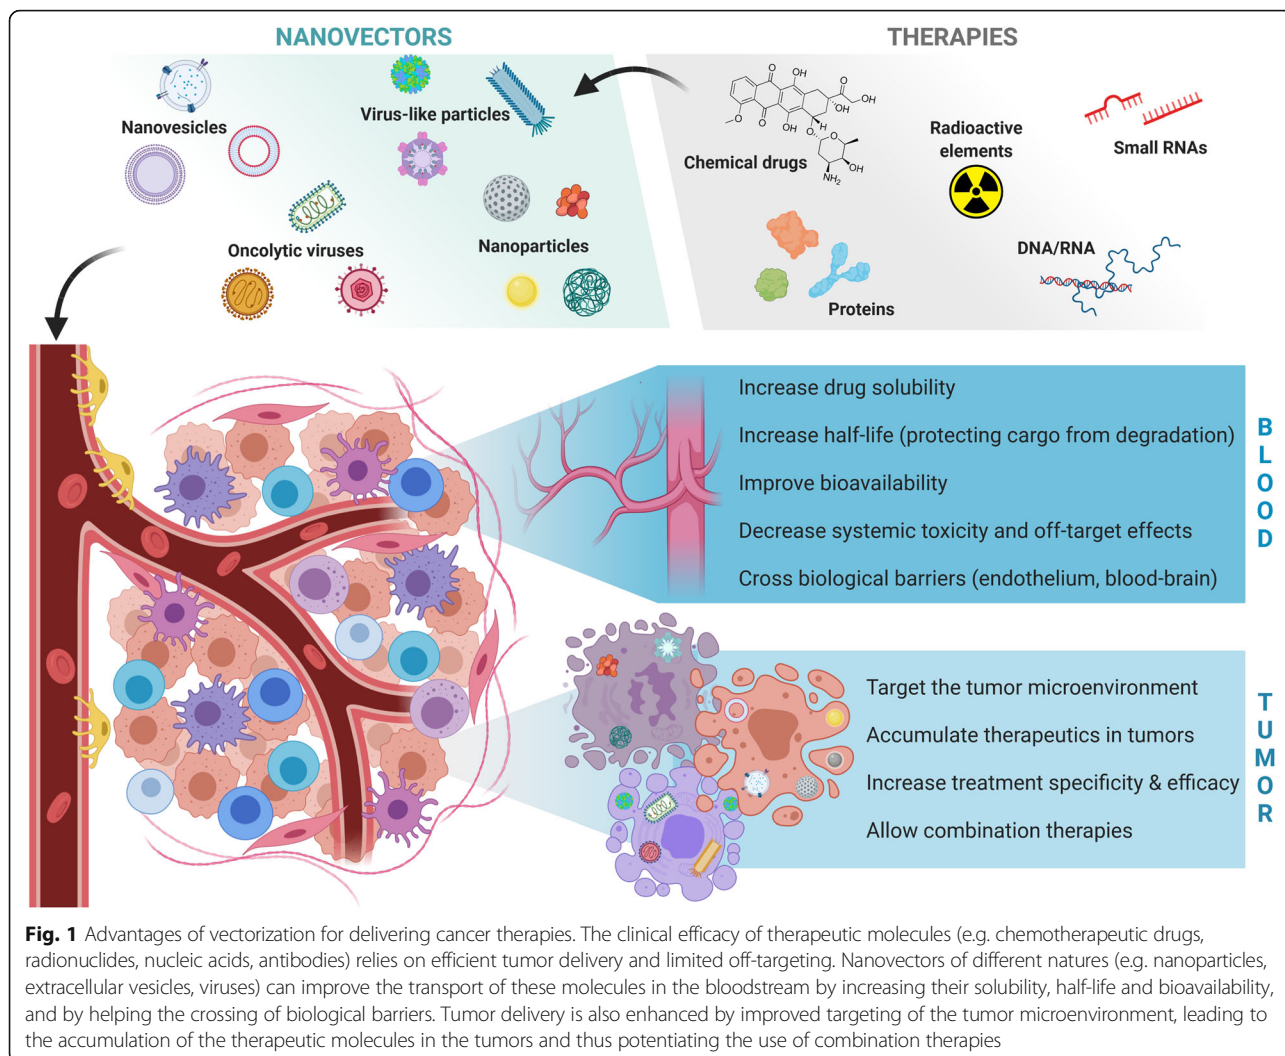 NANOVECTORS
THERAPIES
Nanovesicles
Virus-like particles
Oncolytic viruses
Nanoparticles
Chemical drugs
O
OH
O
OH
OH
O
O
OH
O
H
O
O
OH
NH2
Radioactive
elements
Small RNAs
Proteins
DNA/RNA
Increase drug solubility
Increase half-life (protecting cargo from degradation)
Improve bioavailability
Decrease systemic toxicity and off-target effects
Cross biological barriers (endothelium, blood-brain)
BLOOD
Target the tumor microenvironment
Accumulate therapeutics in tumors
Increase treatment specificity & efficacy
Allow combination therapies
TUMOR
Fig. 1 Advantages of vectorization for delivering cancer therapies. The clinical efficacy of therapeutic molecules (e.g. chemotherapeutic drugs,
radionuclides, nucleic acids, antibodies) relies on efficient tumor delivery and limited off-targeting. Nanovectors of different natures (e.g. nanoparticles,
extracellular vesicles, viruses) can improve the transport of these molecules in the bloodstream by increasing their solubility, half-life and bioavailability,
and by helping the crossing of biological barriers. Tumor delivery is also enhanced by improved targeting of the tumor microenvironment, leading to
the accumulation of the therapeutic molecules in the tumors and thus potentiating the use of combination therapies